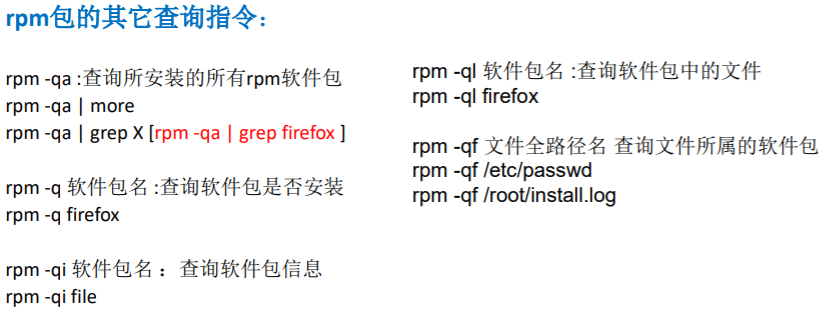 rpm包的其它查询指令：
rpm -qa :查询所安装的所有rpm软件包
rpm -qa | more
rpm -qa | grep X [rpm -qa | grep firefox ]
rpm -q 软件包名 :查询软件包是否安装
rpm -q firefox
rpm -qi 软件包名 ：查询软件包信息
rpm -qi file
rpm -ql 软件包名 :查询软件包中的文件
rpm -ql firefox
rpm -qf 文件全路径名 查询文件所属的软件包
rpm -qf /etc/passwd
rpm -qf /root/install.log